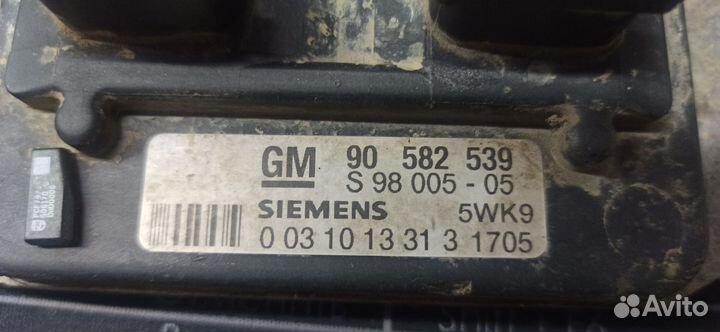 GM 90 582 539
S 98 005 - 05
SIEMENS 5WK9
0 03 10 13 31 3 1705
Avito